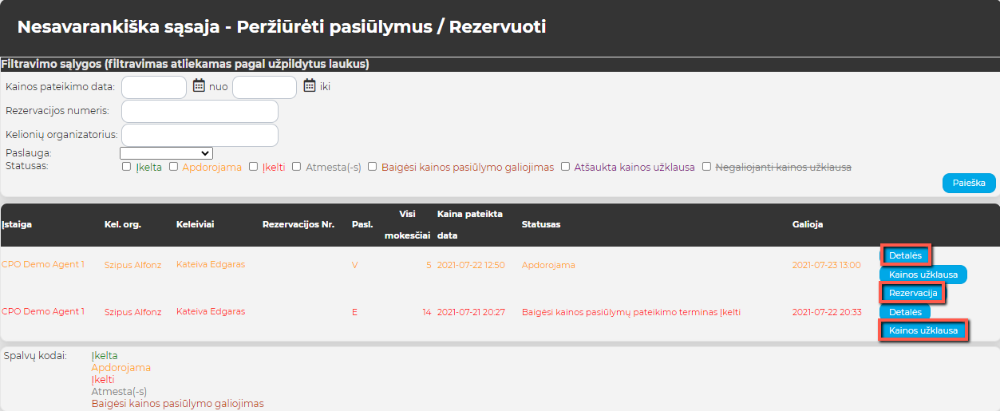 Nesavarankiška sąsaja - Peržiūrėti pasiūlymus / Rezervuoti
Filtravimo sąlygos (filtravimas atliekamas pagal užpildytus laukus)
Kainos pateikimo data: nuo iki
Rezervacijos numeris:
Kelionių organizatorius:
Paslauga:
Statusas: Įkelta Apdorojama Įkelti Atmesta(-s) Baigėsi kainos pasiūlymo galiojimas Atšaukta kainos užklausa Negaliojanti kainos užklausa
Paieška
Įstaiga Kel. org. Keleiviai Rezervacijos Nr. Pasl. Visi mokesčiai Kaina pateikta data Statusas Galioja
CPO Demo Agent 1 Szipus Alfonz Kateiva Edgaras V 5 2021-07-22 12:50 Apdorojama 2021-07-23 13:00
Detalės
Kainos užklausa
Rezervacija
CPO Demo Agent 1 Szipus Alfonz Kateiva Edgaras E 14 2021-07-21 20:27 Baigėsi kainos pasiūlymų pateikimo terminas Įkelti 2021-07-22 20:33
Detalės
Kainos užklausa
Spalvų kodai: Įkelta
Apdorojama
Įkelti
Atmesta(-s)
Baigėsi kainos pasiūlymo galiojimas